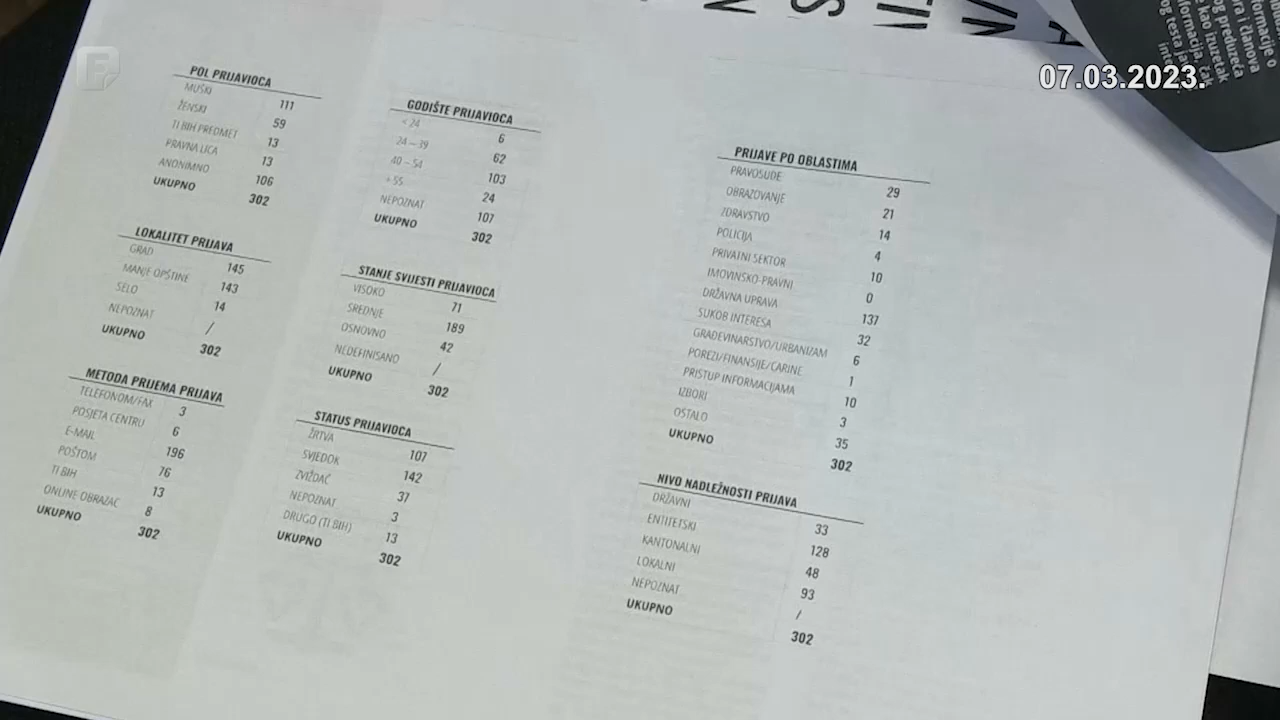 07.03.2023.
POL PRIJAVIOCA
MUŠKI 111
ŽENSKI 59
TI BIH PREDMET 13
PRAVNA LICA 13
ANONIMNO 106
UKUPNO 302
LOKALITET PRIJAVA
GRAD 145
MANJE OPŠTINE 143
SELO 14
NEPOZNAT /
UKUPNO 302
METODA PRIJEMA PRIJAVA
TELEFONOM/FAX 3
POSJETA CENTRU 6
E-MAIL 196
POŠTOM 76
TI BIH 13
ONLINE OBRAZAC 8
UKUPNO 302
GODIŠTE PRIJAVIOCA
< 24 6
24 – 39 62
40 – 54 103
+ 55 24
NEPOZNAT 107
UKUPNO 302
STANJE SVIJESTI PRIJAVIOCA
VISOKO 71
SREDNJE 189
OSNOVNO 42
NEDEFINISANO /
UKUPNO 302
STATUS PRIJAVIOCA
ŽRTVA 107
SVJEDOK 142
ZVIŽDAČ 37
NEPOZNAT 3
DRUGO (TI BIH) 13
UKUPNO 302
PRIJAVE PO OBLASTIMA
PRAVOSUĐE 29
OBRAZOVANJE 21
ZDRAVSTVO 14
POLICIJA 4
PRIVATNI SEKTOR 10
IMOVINSKO-PRAVNI 0
DRŽAVNA UPRAVA 137
SUKOB INTERESA 32
GRAĐEVINARSTVO/URBANIZAM 6
POREZI/FINANSIJE/CARINE 1
PRISTUP INFORMACIJAMA 10
IZBORI 3
OSTALO 35
UKUPNO 302
NIVO NADLEŽNOSTI PRIJAVA
DRŽAVNI 33
ENTITETSKI 128
KANTONALNI 48
LOKALNI 93
NEPOZNAT /
UKUPNO 302